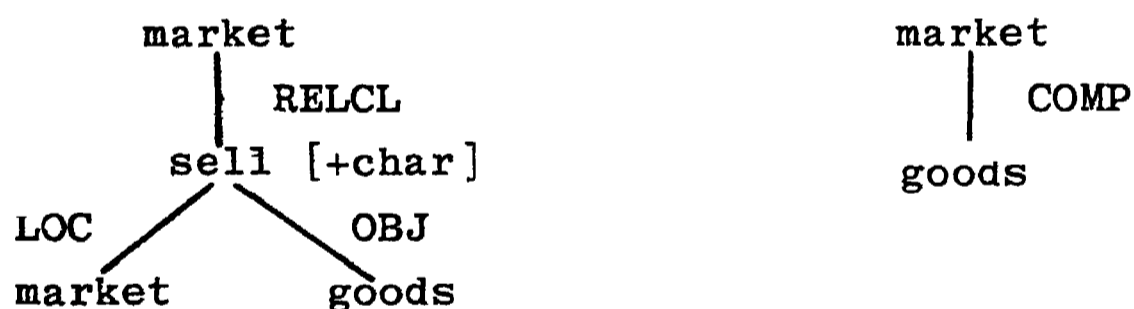 market market
RELCL COMP
sell [+char]
goods
LOC OBJ
market goods